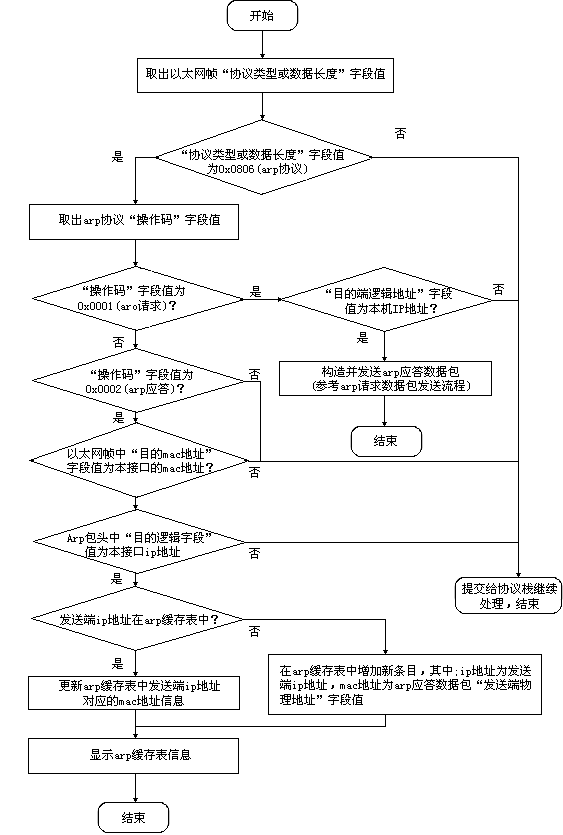 开始
取出以太网帧“协议类型或数据长度”字段值
否
是
“协议类型或数据长度”字段值
为0x0806(arp协议)
取出arp协议“操作码”字段值
“操作码”字段值为
0x0001(aro请求)?
是
“目的端逻辑地址”字段
值为本机IP地址?
否
否
是
“操作码”字段值为
0x0002(arp应答)?
否
构造并发送arp应答数据包
(参考arp请求数据包发送流程)
是
结束
以太网帧中“目的mac地址”
字段值为本接口的mac地址?
否
Arp包头中“目的逻辑字段”
值为本接口ip地址
否
是
提交给协议栈继续
处理,结束
发送端ip地址在arp缓存表中?
否
是
更新arp缓存表中发送端ip地址
对应的mac地址信息
在arp缓存表中增加新条目,其中;ip地址为发送
端ip地址,mac地址为arp应答数据包“发送端物
理地址”字段值
显示arp缓存表信息
结束